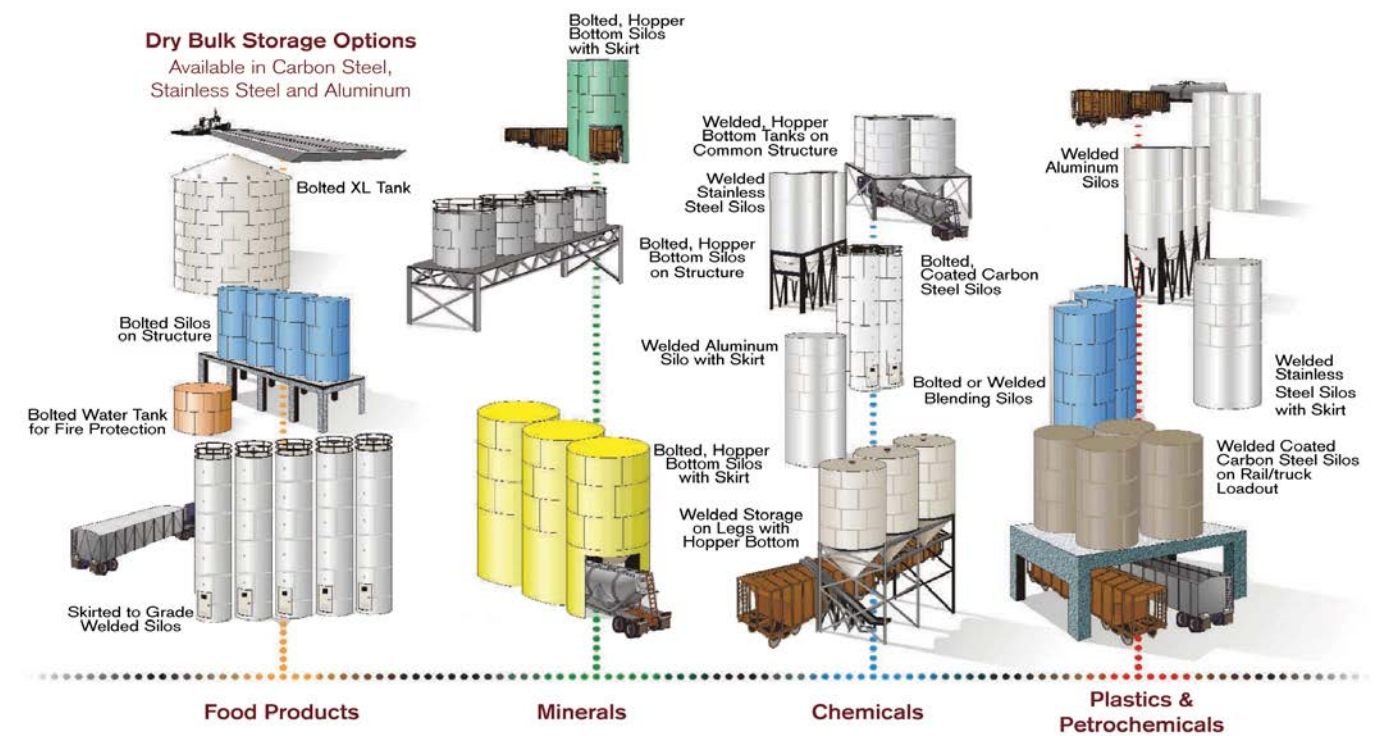 Dry Bulk Storage Options
Available in Carbon Steel,
Stainless Steel and Aluminum
Bolted XL Tank
Bolted Silos
on Structure
Bolted Water Tank
for Fire Protection
Skirted to Grade
Welded Silos
Food Products
Bolted, Hopper
Bottom Silos
with Skirt
Bolted, Hopper
Bottom Silos
on Structure
Bolted, Hopper
Bottom Silos
with Skirt
Minerals
Welded, Hopper
Bottom Tanks on
Common Structure
Welded
Stainless
Steel Silos
Bolted,
Coated Carbon
Steel Silos
Welded Aluminum
Silo with Skirt
Welded Storage
on Legs with
Hopper Bottom
Chemicals
Welded
Aluminum
Silos
Bolted or Welded
Blending Silos
Welded
Stainless
Steel Silos
with Skirt
Welded Coated
Carbon Steel Silos
on Rail/truck
Loadout
Plastics &
Petrochemicals